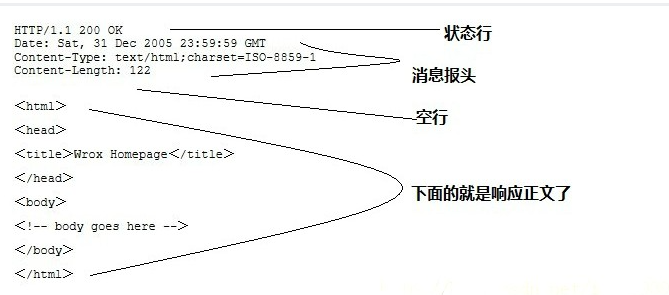 HTTP/1.1 200 OK
状态行
Date: Sat, 31 Dec 2005 23:59:59 GMT
Content-Type: text/html;charset=ISO-8859-1
消息报头
Content-Length: 122
空行
<html>
<head>
<title>Wrox Homepage</title>
</head>
下面的就是响应正文了
<body>
<!-- body goes here -->
</body>
</html>